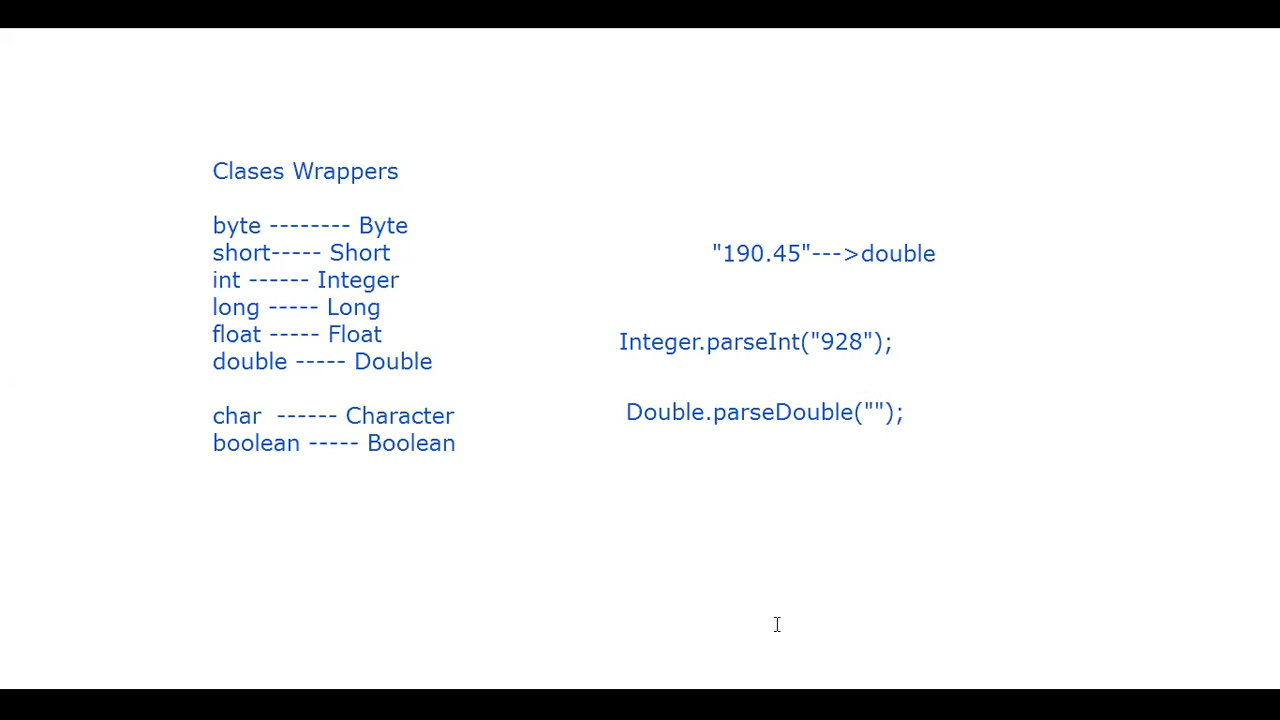 Clases Wrappers
byte -------- Byte
short----- Short
int ------ Integer
long ----- Long
float ----- Float
double ----- Double
char  ------ Character
boolean ----- Boolean
"190.45"--->double
Integer.parseInt("928");
Double.parseDouble("");